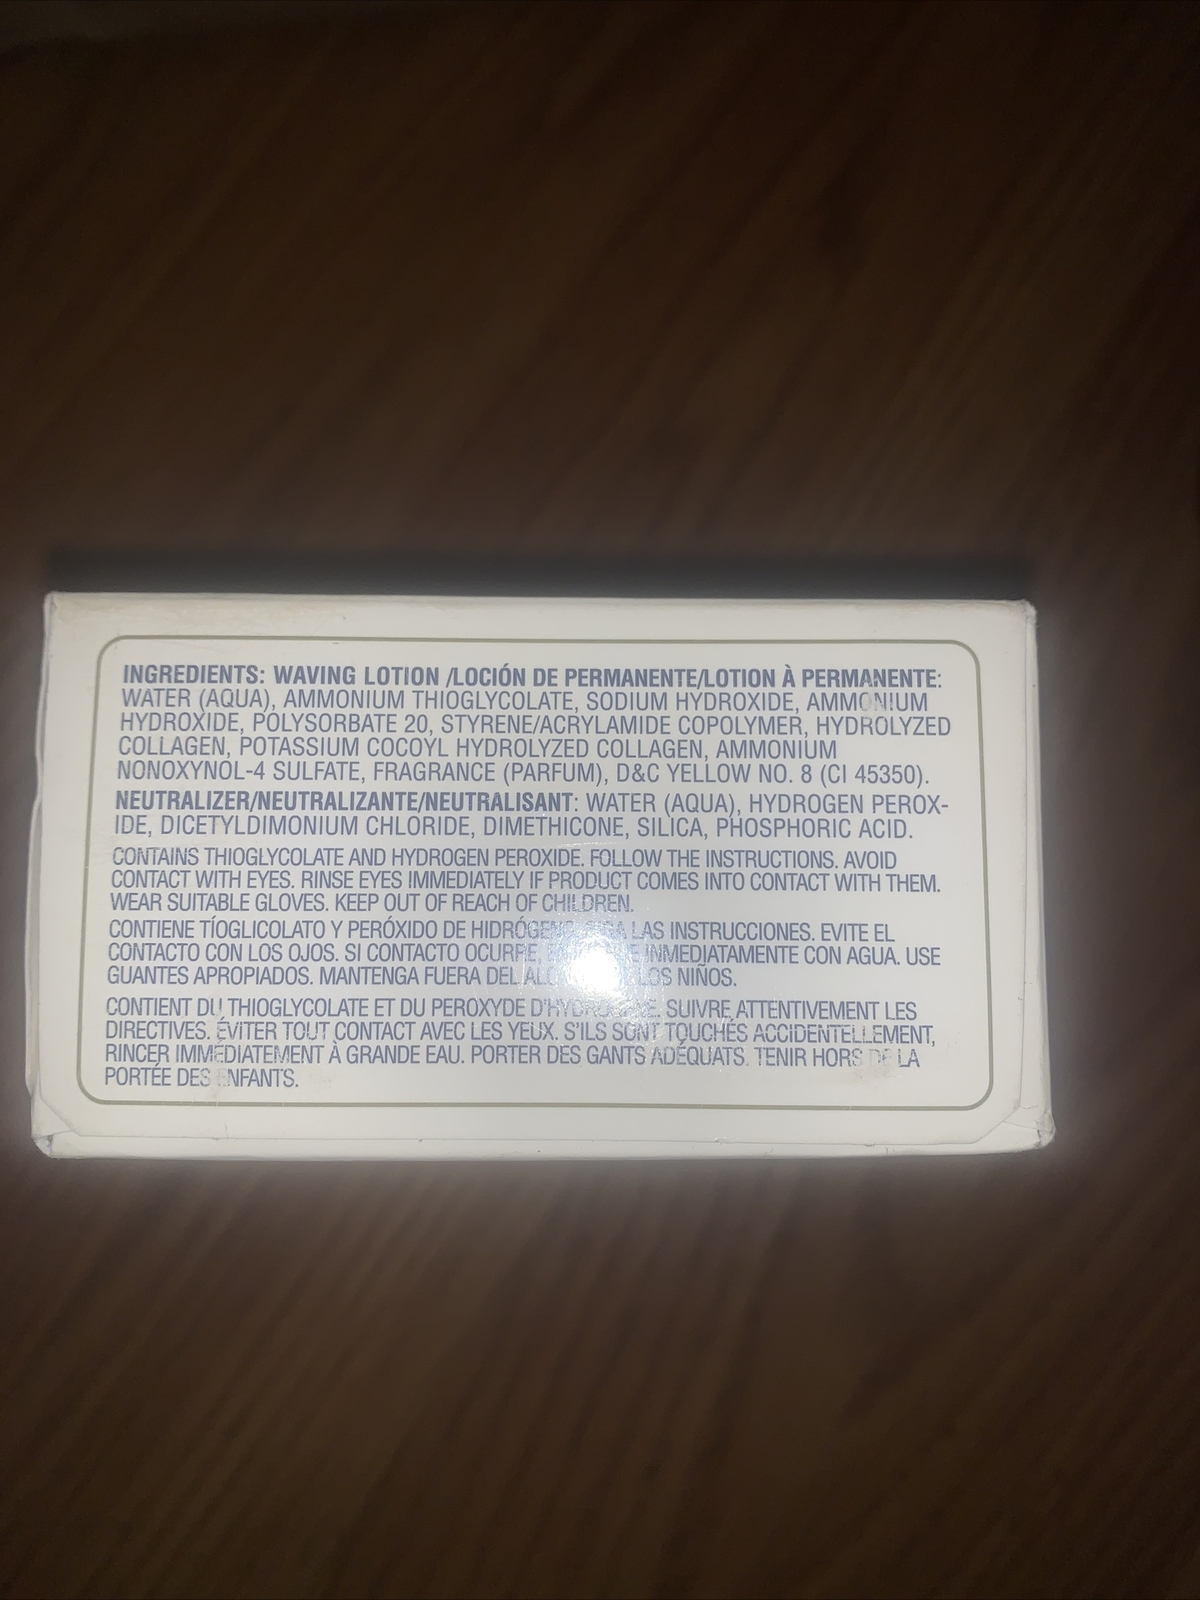 INGREDIENTS: WAVING LOTION /LOCIÓN DE PERMANENTE/LOTION À PERMANENTE:
WATER (AQUA), AMMONIUM THIOGLYCOLATE, SODIUM HYDROXIDE, AMMONIUM
HYDROXIDE, POLYSORBATE 20, STYRENE/ACRYLAMIDE COPOLYMER, HYDROLYZED
COLLAGEN, POTASSIUM COCOYL HYDROLYZED COLLAGEN, AMMONIUM
NONOXYNOL-4 SULFATE, FRAGRANCE (PARFUM), D&C YELLOW NO. 8 (CI 45350).
NEUTRALIZER/NEUTRALIZANTE/NEUTRALISANT: WATER (AQUA), HYDROGEN PEROX-
IDE, DICETYLDIMONIUM CHLORIDE, DIMETHICONE, SILICA, PHOSPHORIC ACID.
CONTAINS THIOGLYCOLATE AND HYDROGEN PEROXIDE. FOLLOW THE INSTRUCTIONS. AVOID
CONTACT WITH EYES. RINSE EYES IMMEDIATELY IF PRODUCT COMES INTO CONTACT WITH THEM.
WEAR SUITABLE GLOVES. KEEP OUT OF REACH OF CHILDREN.
CONTIENE TÍOGLICOLATO Y PERÓXIDO DE LAS INSTRUCCIONES. EVITE EL
CONTACTO CON LOS OJOS. SI CONTACTO OCURRE, INMEDIATAMENTE CON AGUA. USE
GUANTES APROPIADOS. MANTENGA FUERA DEL LOS NIÑOS.
CONTIENT DU THIOGLYCOLATE ET DU PEROXYDE SUIVRE ATTENTIVEMENT LES
DIRECTIVES. ÉVITER TOUT CONTACT AVEC LES YEUX. S'ILS SONT TOUCHÉS ACCIDENTELLEMENT,
RINCER IMMÉDIATEMENT À GRANDE EAU. PORTER DES GANTS ADÉQUATS. TENIR HORS DE LA
PORTÉE DES ENFANTS.